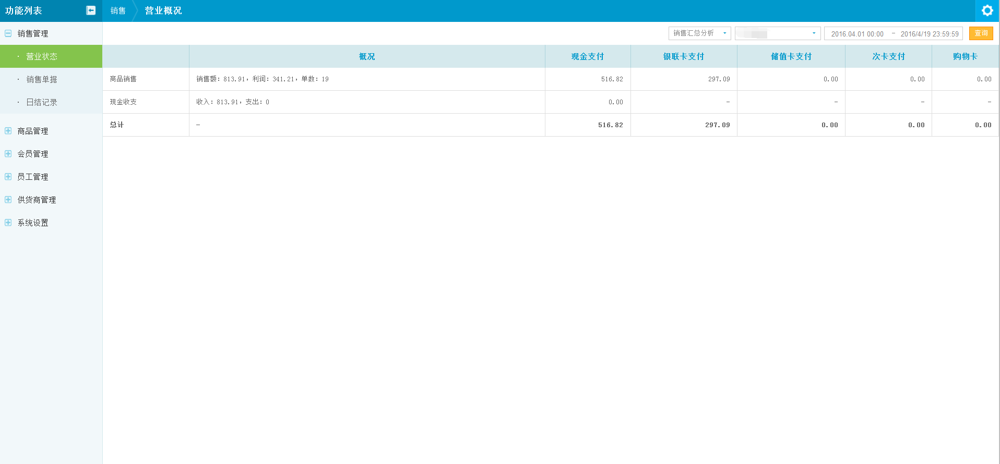 功能列表
销售 营业概况
销售管理
销售汇总分析 2016.04.01 00:00 - 2016/4/19 23:59:59 查询
· 营业状态
概况 现金支付 银联卡支付 储值卡支付 次卡支付 购物卡
· 销售单据
商品销售 销售额: 813.91, 利润: 341.21, 单数: 19 516.82 297.09 0.00 0.00 0.00
· 日结记录
现金收支 收入: 813.91, 支出: 0 0.00 - - - -
总计 - 516.82 297.09 0.00 0.00 0.00
商品管理
会员管理
员工管理
供货商管理
系统设置